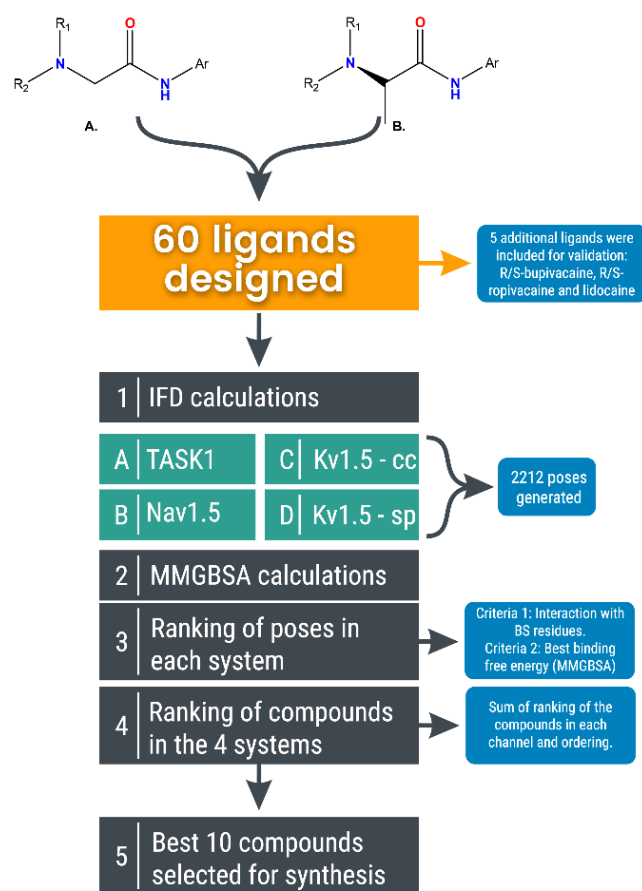 R1
O
N
Ar
R2
N
H
A.
R1
O
N
Ar
R2
N
H
B.
60 ligands
designed
5 additional ligands were
included for validation:
R/S-bupivacaine, R/S-
ropivacaine and lidocaine
1 IFD calculations
A TASK1
C Kv1.5 - cc
B Nav1.5
D Kv1.5 - sp
2212 poses
generated
2 MMGBSA calculations
3 Ranking of poses in
each system
Criteria 1: Interaction with
BS residues.
Criteria 2: Best binding
free energy (MMGBSA)
4 Ranking of compounds
in the 4 systems
Sum of ranking of the
compounds in each
channel and ordering.
5 Best 10 compounds
selected for synthesis